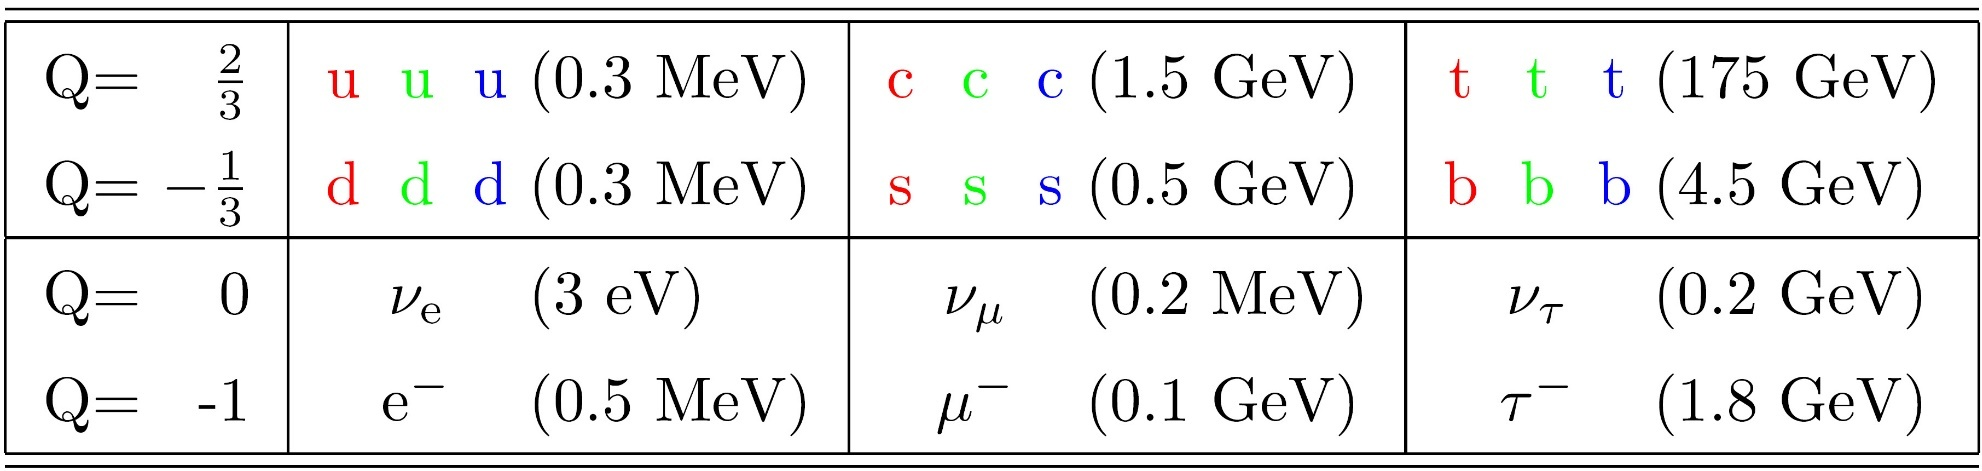 Q= 2/3 u u u (0.3 MeV) c c c (1.5 GeV) t t t (175 GeV)
Q= −1/3 d d d (0.3 MeV) s s s (0.5 GeV) b b b (4.5 GeV)
Q= 0 νe (3 eV) νμ (0.2 MeV) ντ (0.2 GeV)
Q= -1 e− (0.5 MeV) μ− (0.1 GeV) τ− (1.8 GeV)